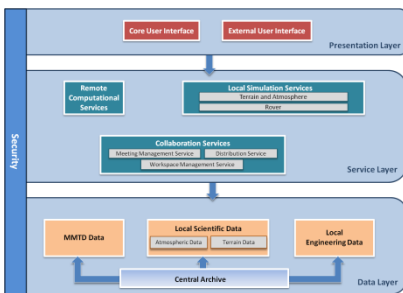 Security
Core User Interface
External User Interface
Presentation Layer
Remote
Computational
Services
Local Simulation Services
Terrain and Atmosphere
Rover
Collaboration Services
Meeting Management Service
Distribution Service
Workspace Management Service
Service Layer
MMTD Data
Local Scientific Data
Atmospheric Data
Terrain Data
Local
Engineering Data
Central Archive
Data Layer